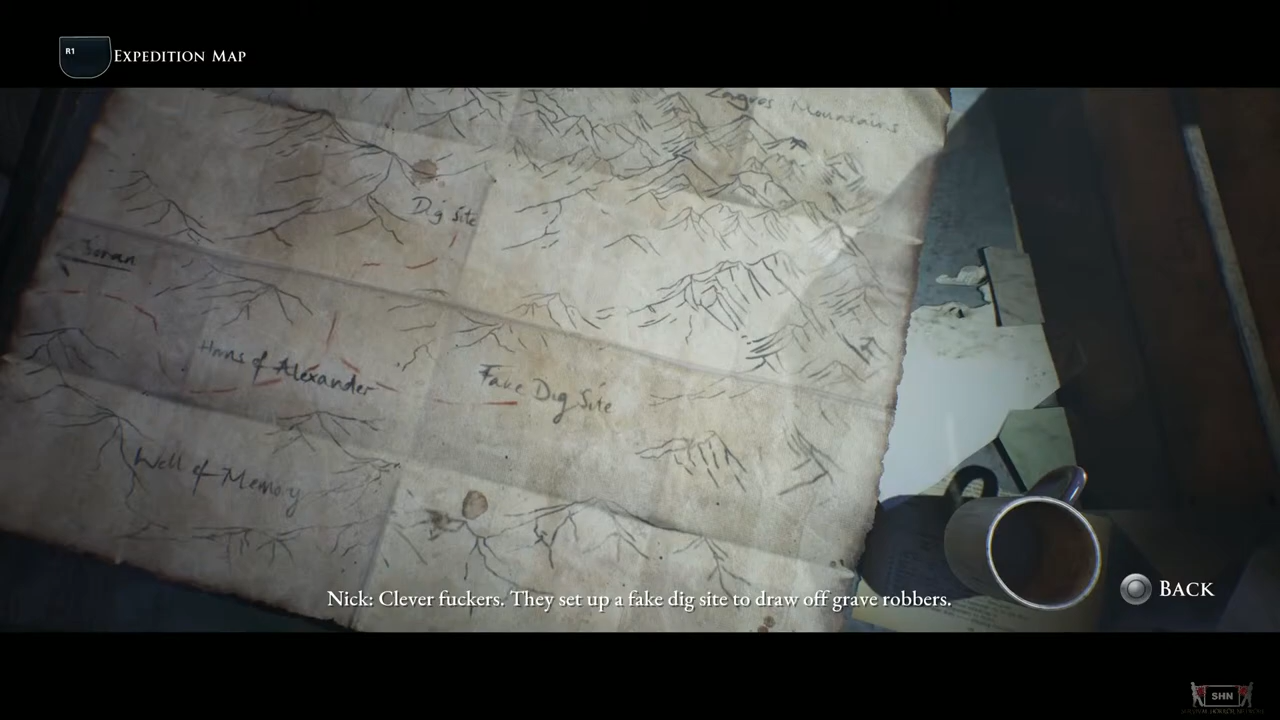 R1
Expedition Map
Zagros Mountains
Dig Site
Horns of Alexander
Fake Dig Site
Well of Memory
Nick: Clever fuckers. They set up a fake dig site to draw off grave robbers.
Back
SHN